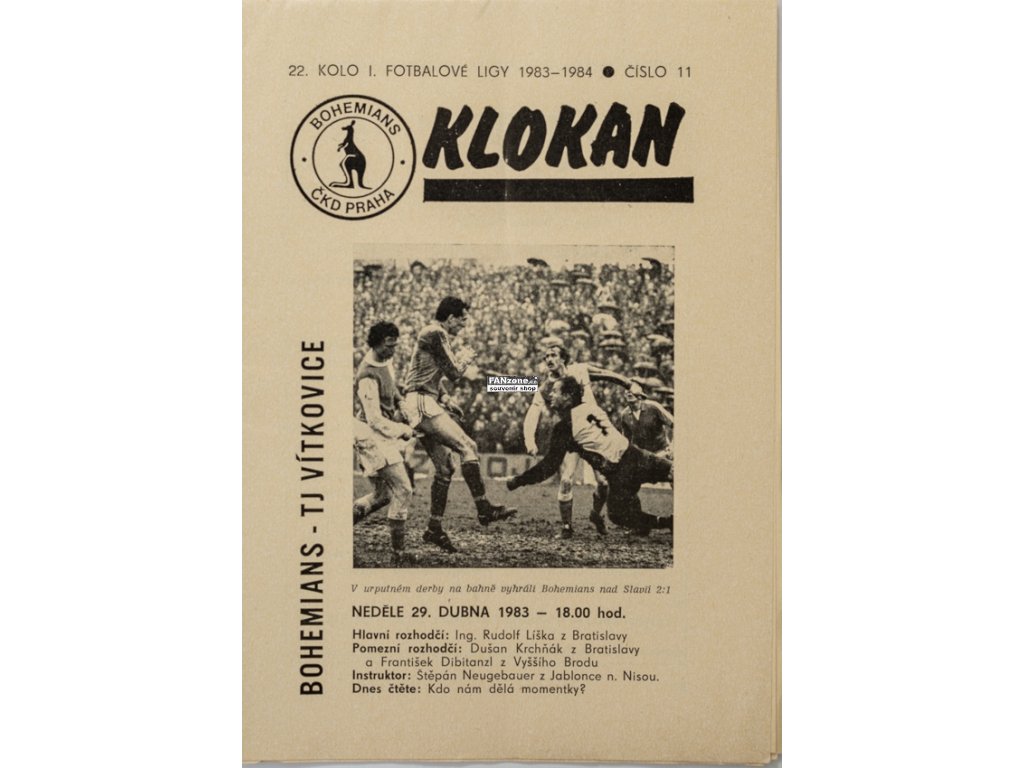 22. KOLO I. FOTBALOVÉ LIGY 1983–1984 ● ČÍSLO 11
BOHEMIANS
ČKD PRAHA
KLOKAN
BOHEMIANS - TJ VÍTKOVICE
FANzone.cz
souvenir shop
V urputném derby na bahně vyhráli Bohemians nad Slavií 2:1
NEDĚLE 29. DUBNA 1983 – 18.00 hod.
Hlavní rozhodčí: Ing. Rudolf Líška z Bratislavy
Pomezní rozhodčí: Dušan Krchňák z Bratislavy
a František Dibitanzl z Vyššího Brodu
Instruktor: Štěpán Neugebauer z Jablonce n. Nisou.
Dnes čtěte: Kdo nám dělá momentky?